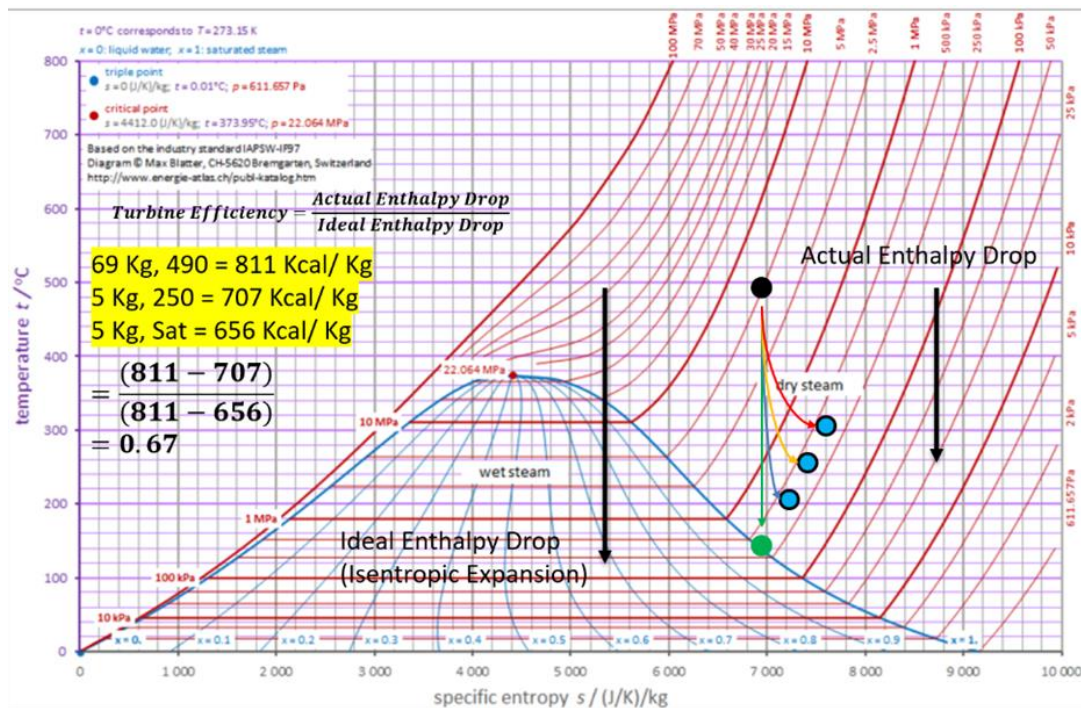 t = 0°C corresponds to T = 273.15 K
x = 0: liquid water; x = 1: saturated steam
triple point
s = 0 (J/K)/kg; t = 0.01°C; p = 611.657 Pa
critical point
s = 4412.0 (J/K)/kg; t = 373.95°C; p = 22.064 MPa
Based on the industry standard IAPSW-IF97
Diagram © Max Blatter, CH-5620 Bremgarten, Switzerland
http://www.energie-atlas.ch/publ-katalog.htm
100 MPa
70 MPa
50 MPa
40 MPa
30 MPa
25 MPa
20 MPa
15 MPa
10 MPa
5 MPa
2.5 MPa
1 MPa
500 kPa
250 kPa
100 kPa
50 kPa
25 kPa
10 kPa
5 kPa
2 kPa
611.657 Pa
Turbine Efficiency = Actual Enthalpy Drop
Ideal Enthalpy Drop
69 Kg, 490 = 811 Kcal/ Kg
5 Kg, 250 = 707 Kcal/ Kg
5 Kg, Sat = 656 Kcal/ Kg
= (811 − 707)
(811 − 656)
= 0.67
Actual Enthalpy Drop
dry steam
22.064 MPa
10 MPa
wet steam
1 MPa
Ideal Enthalpy Drop
(Isentropic Expansion)
100 kPa
10 kPa
x = 0.
x = 0.1
x = 0.2
x = 0.3
x = 0.4
x = 0.5
x = 0.6
x = 0.7
x = 0.8
x = 0.9
x = 1.
temperature t /°C
800
700
600
500
400
300
200
100
0
0
1 000
2 000
3 000
4 000
5 000
6 000
7 000
8 000
9 000
10 000
specific entropy s / (J/K)/kg